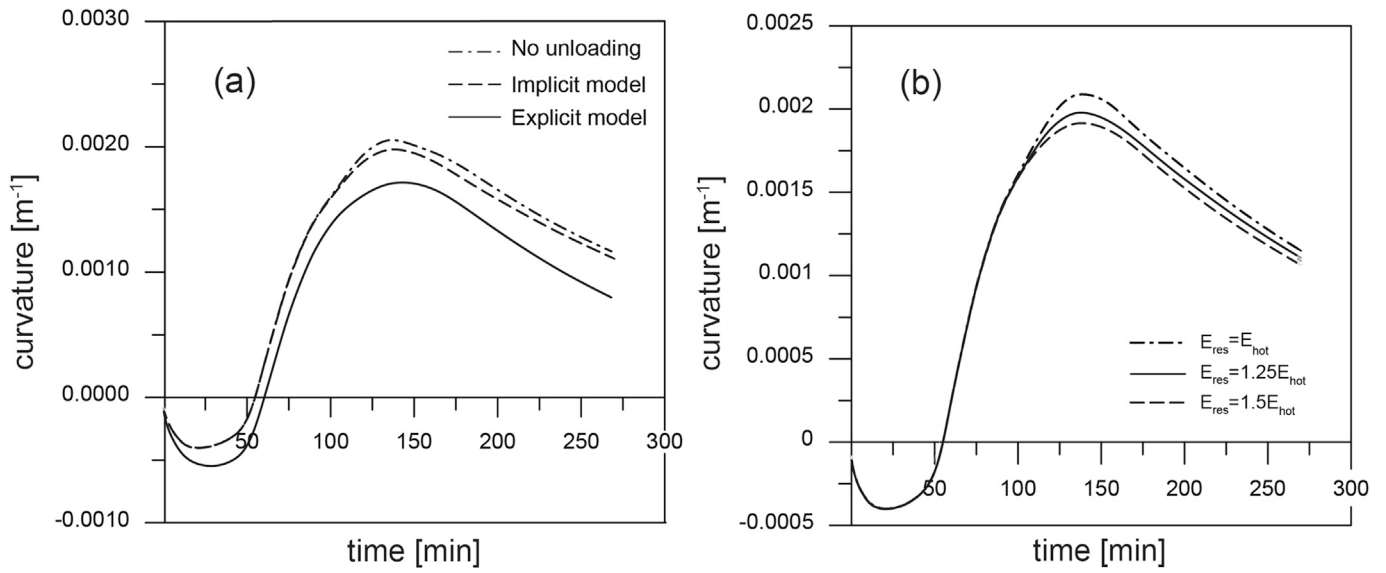 0.0030
No unloading
(a)
Implicit model
Explicit model
0.0020
0.0010
0.0000
-0.0010
50
100
150
200
250
300
curvature [m-1]
time [min]
0.0025
(b)
0.002
0.0015
0.001
0.0005
0
-0.0005
Eres=Ehot
Eres=1.25Ehot
Eres=1.5Ehot
50
100
150
200
250
300
curvature [m-1]
time [min]